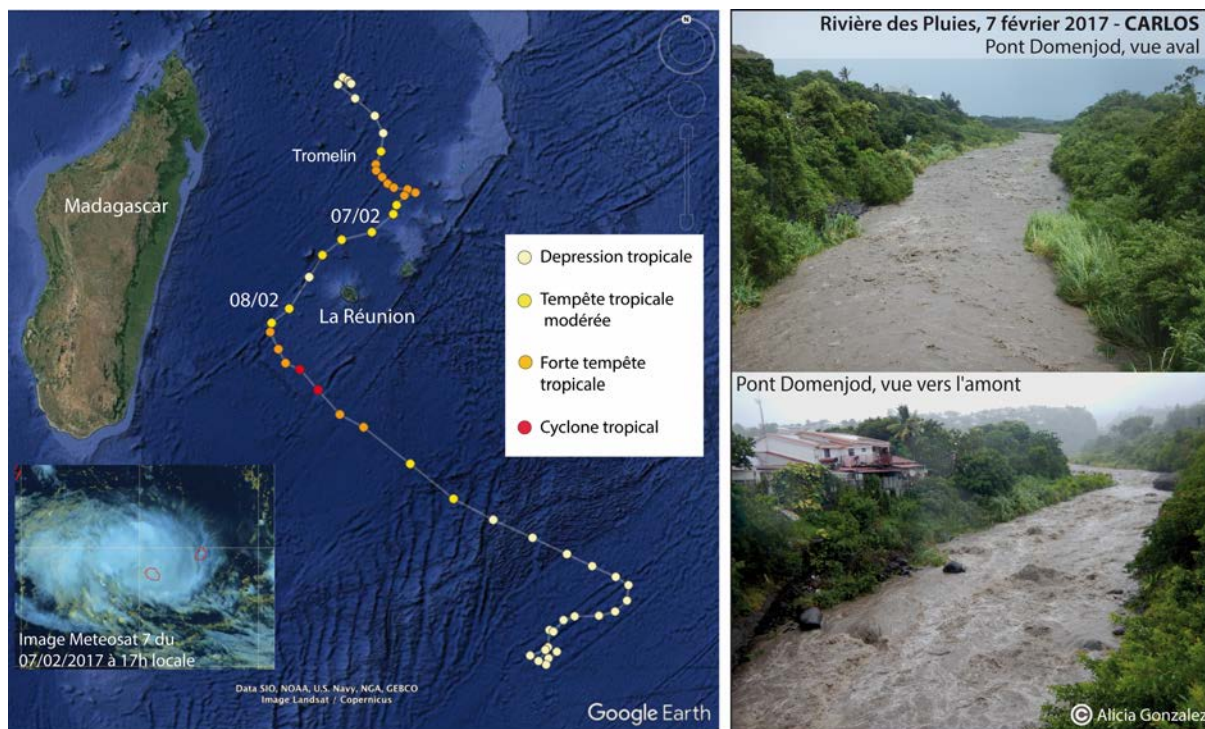 N
Tromelin
Madagascar
07/02
Depression tropicale
08/02
La Réunion
Tempête tropicale
modérée
Forte tempête
tropicale
Cyclone tropical
Image Meteosat 7 du
07/02/2017 à 17h locale
Data SIO, NOAA, U.S. Navy, NGA, GEBCO
Image Landsat / Copernicus
Google Earth
Rivière des Pluies, 7 février 2017 - CARLOS
Pont Domenjod, vue aval
Pont Domenjod, vue vers l'amont
© Alicia Gonzalez